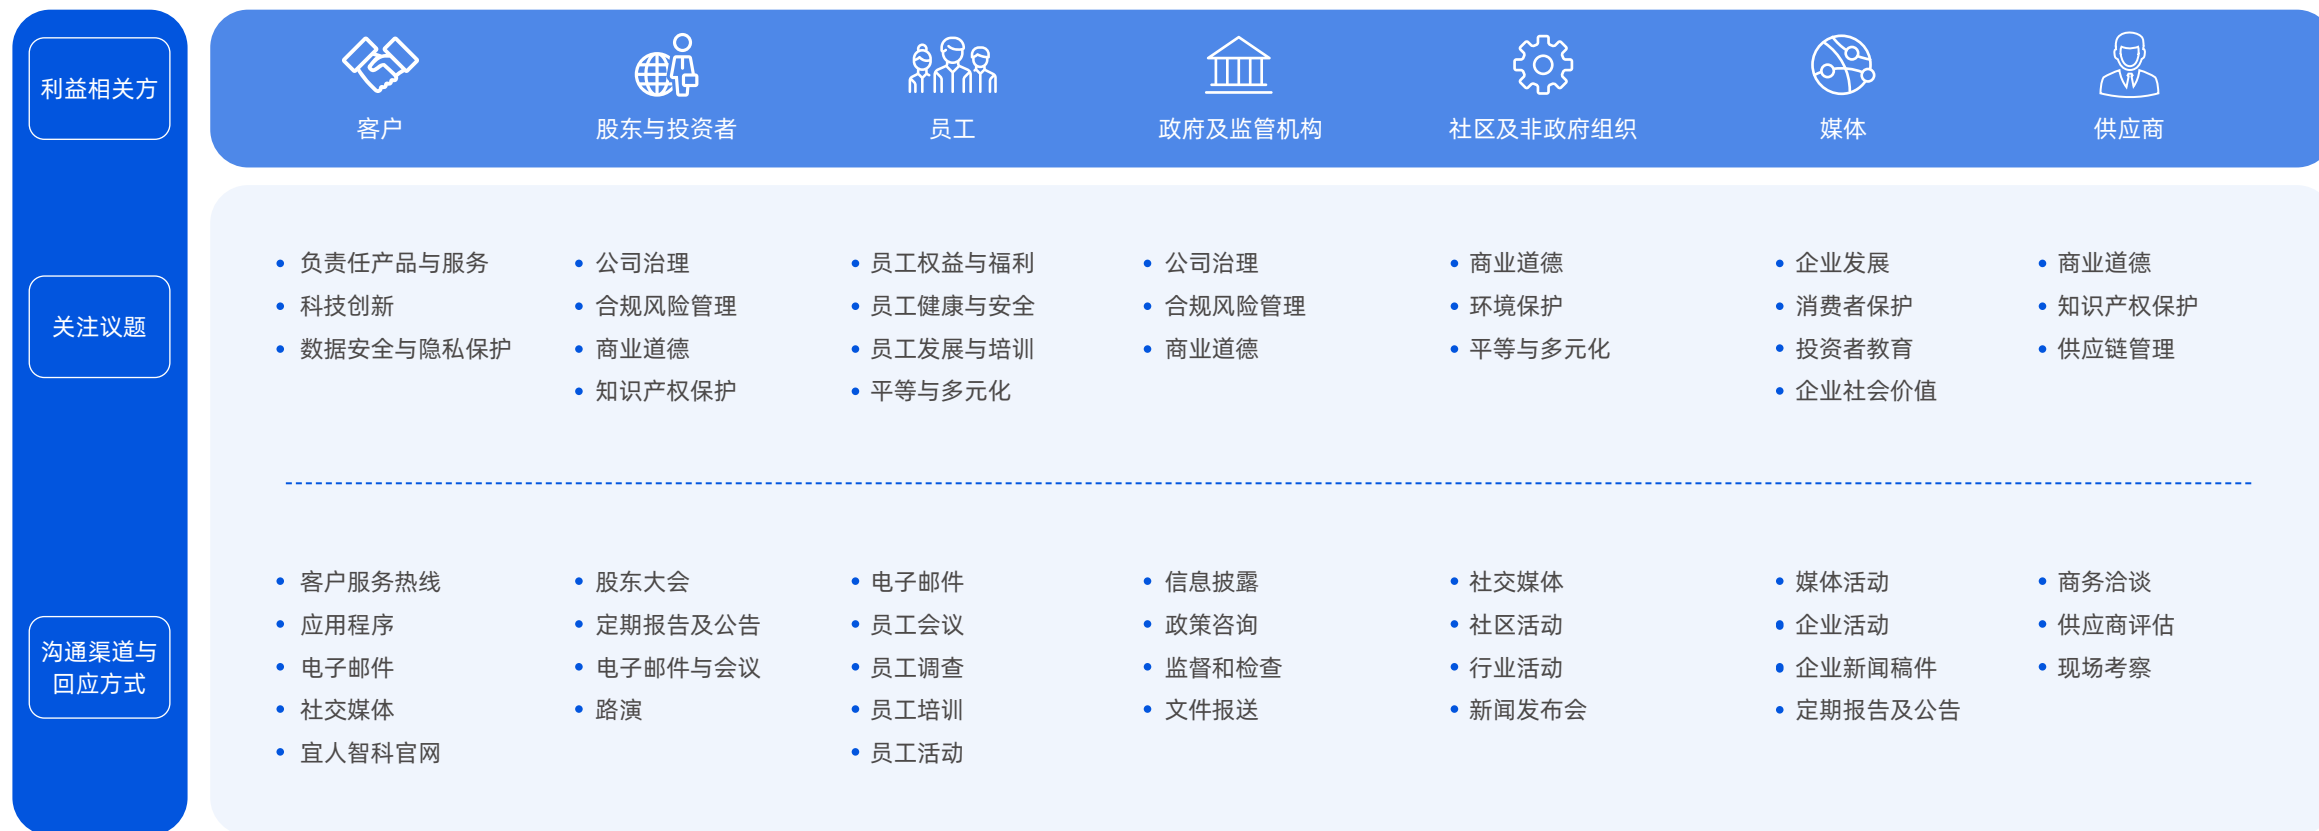 利益相关方
客户
股东与投资者
员工
政府及监管机构
社区及非政府组织
媒体
供应商
关注议题
负责任产品与服务
科技创新
数据安全与隐私保护
公司治理
合规风险管理
商业道德
知识产权保护
员工权益与福利
员工健康与安全
员工发展与培训
平等与多元化
公司治理
合规风险管理
商业道德
商业道德
环境保护
平等与多元化
企业发展
消费者保护
投资者教育
企业社会价值
商业道德
知识产权保护
供应链管理
沟通渠道与
回应方式
客户服务热线
应用程序
电子邮件
社交媒体
宜人智科官网
股东大会
定期报告及公告
电子邮件与会议
路演
电子邮件
员工会议
员工调查
员工培训
员工活动
信息披露
政策咨询
监督和检查
文件报送
社交媒体
社区活动
行业活动
新闻发布会
媒体活动
企业活动
企业新闻稿件
定期报告及公告
商务洽谈
供应商评估
现场考察